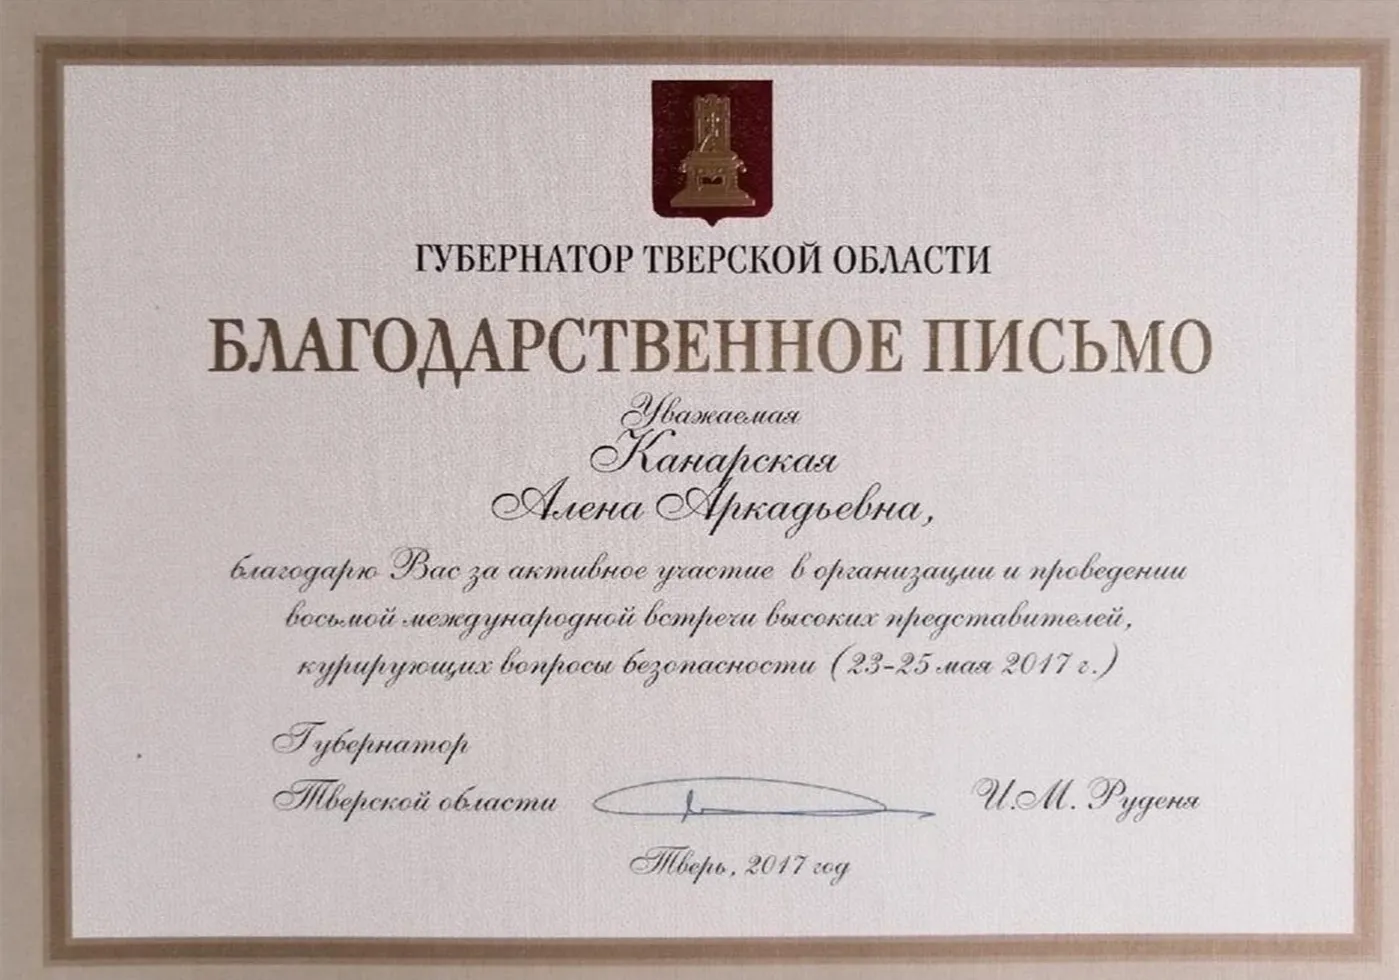 ГУБЕРНАТОР ТВЕРСКОЙ ОБЛАСТИ
БЛАГОДАРСТВЕННОЕ ПИСЬМО
Уважаемая
Канарская
Алена Аркадьевна,
благодарю Вас за активное участие в организации и проведении
восьмой международной встречи высоких представителей,
курирующих вопросы безопасности (23-25 мая 2017 г.)
Губернатор
Тверской области И.М. Руденя
Тверь, 2017 год